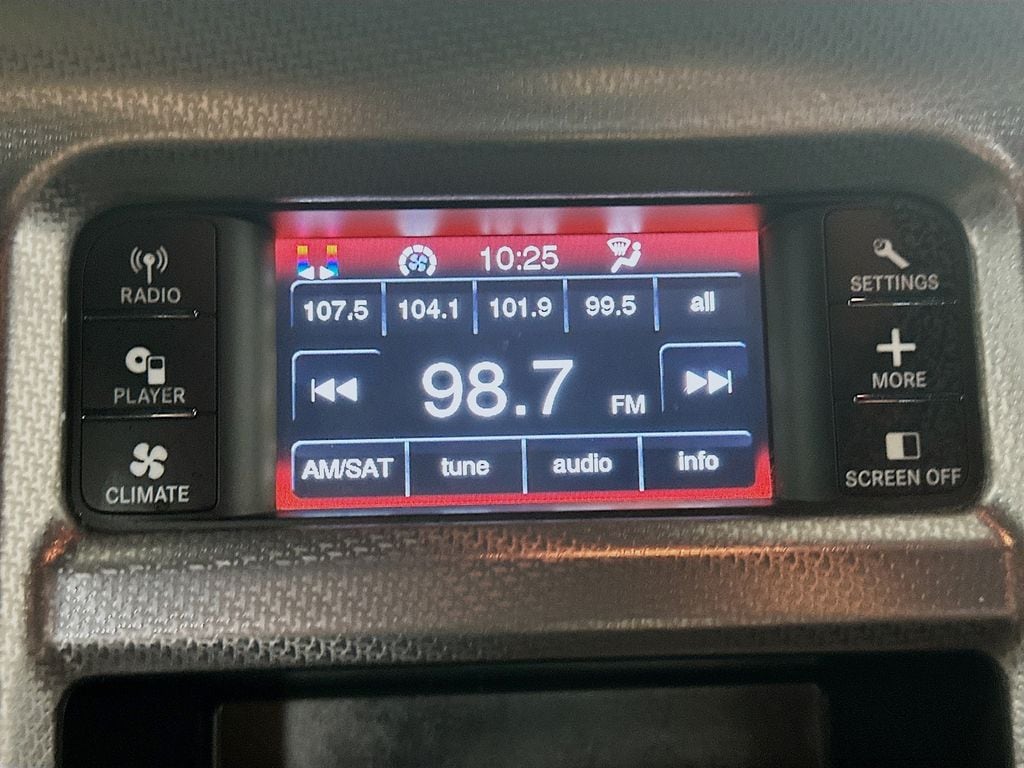 RADIO
PLAYER
CLIMATE
10:25
107.5 104.1 101.9 99.5 all
98.7 FM
AM/SAT tune audio info
SETTINGS
MORE
SCREEN OFF